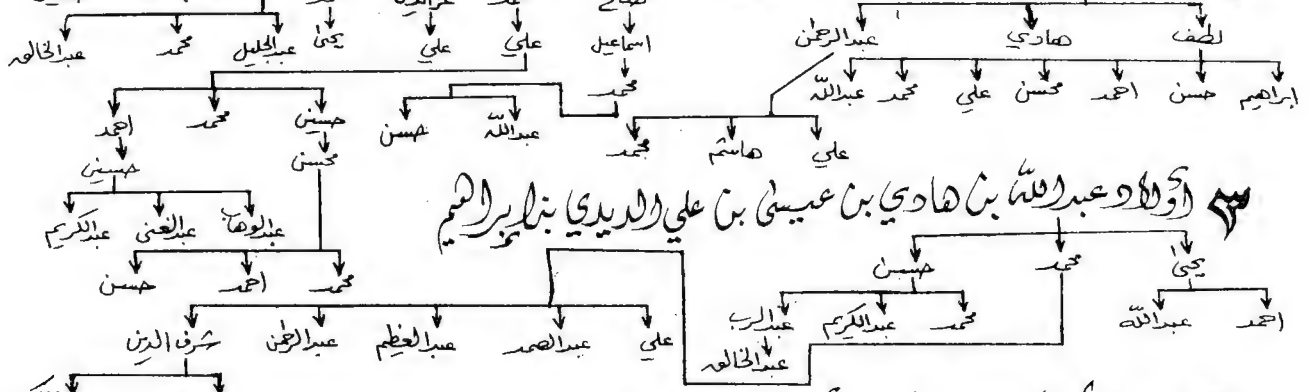 لطف هادي عبدالرحمن
عبدالجليل محمد عبدالخالق
علي علي يحيى
اسماعيل
ابراهيم حسن احمد محسن علي محمد عبدالله
محمد
علي هاشم محمد
عبدالله حسن
حسين محمد احمد
محسن
حسين
عبدالوهاب عبدالغني عبدالكريم
محمد احمد حسن
٣ أولاد عبدالله بن هادي بن عيسى بن علي الديدي بن ابراهيم
يحيى محمد حسن
احمد عبدالله
محمد عبدالكريم عبدالرب
عبدالخالق
علي عبدالصمد عبدالعظيم عبدالرحمن شرف الدين